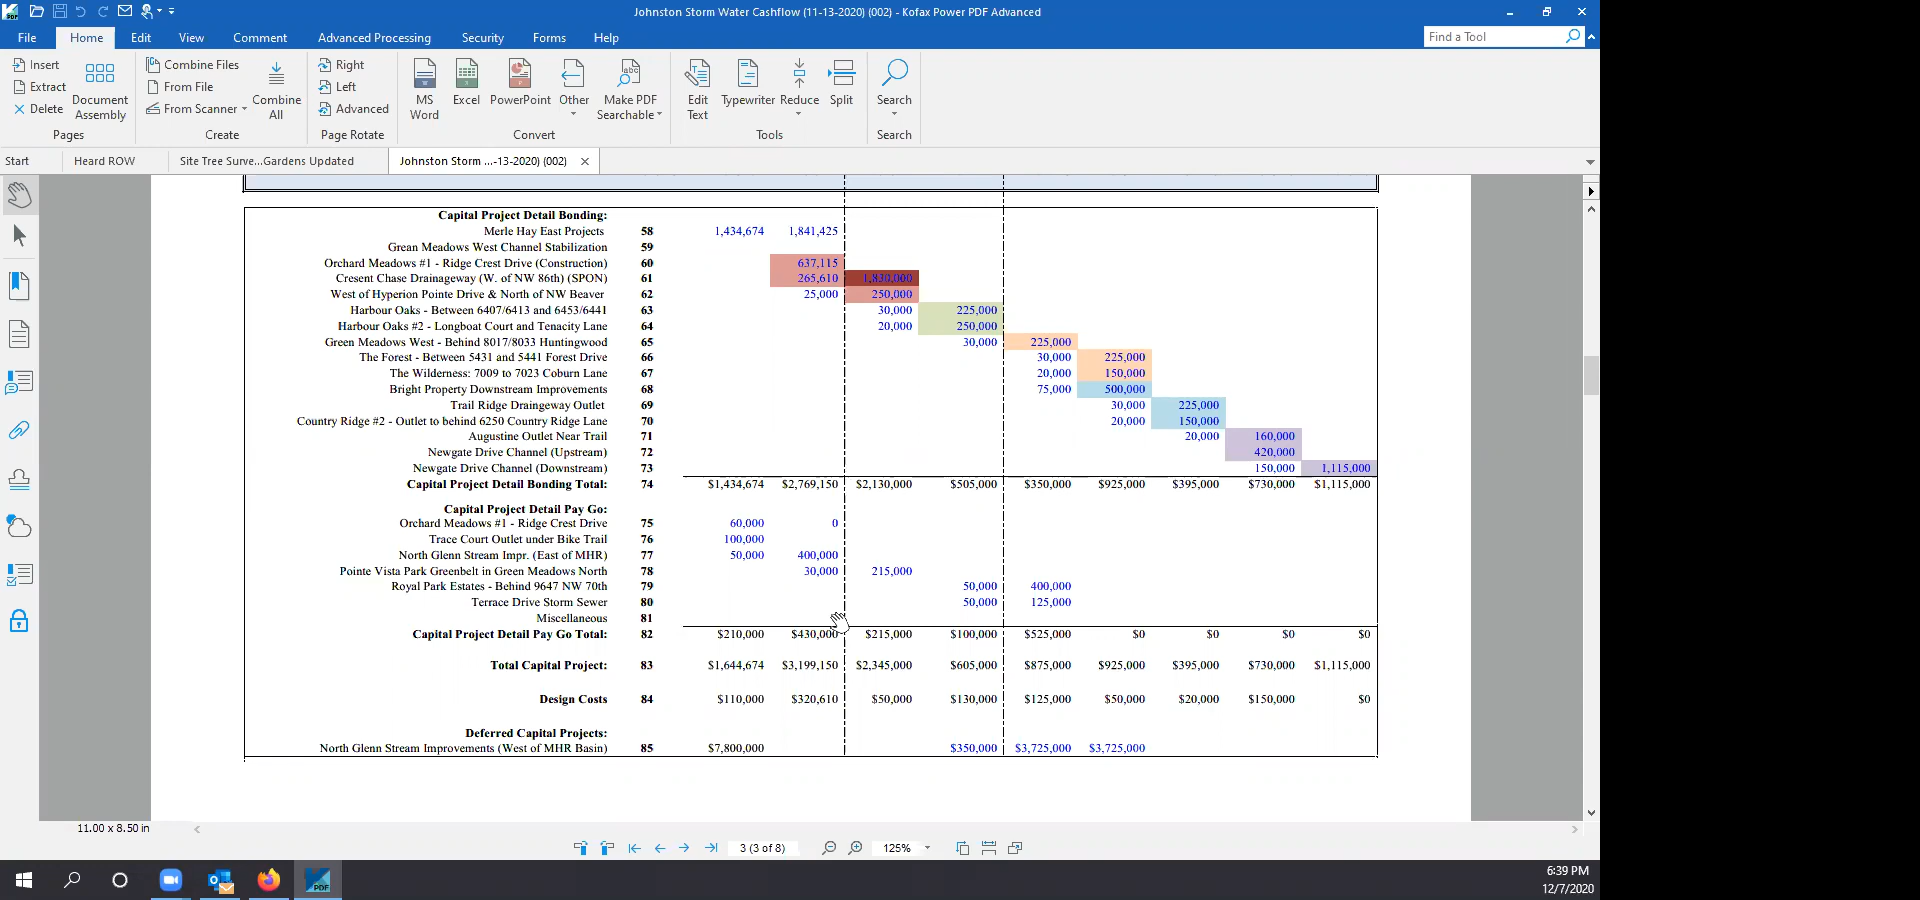 Johnston Storm Water Cashflow (11-13-2020) (002) - Kofax Power PDF Advanced
File Home Edit View Comment Advanced Processing Security Forms Help Find a Tool
Insert Combine Files Right
Extract From File Left
Delete From Scanner Advanced
Document Assembly Combine All MS Word Excel PowerPoint Other Make PDF Searchable Edit Text Typewriter Reduce Split Search
Pages Create Page Rotate Convert Tools Search
Start Heard ROW Site Tree Surve...Gardens Updated Johnston Storm ...-13-2020) (002)
Capital Project Detail Bonding:
Merle Hay East Projects 58 1,434,674 1,841,425
Grean Meadows West Channel Stabilization 59
Orchard Meadows #1 - Ridge Crest Drive (Construction) 60 637,115
Cresent Chase Drainageway (W. of NW 86th) (SPON) 61 265,610 1,830,000
West of Hyperion Pointe Drive & North of NW Beaver 62 25,000 250,000
Harbour Oaks - Between 6407/6413 and 6453/6441 63 30,000 225,000
Harbour Oaks #2 - Longboat Court and Tenacity Lane 64 20,000 250,000
Green Meadows West - Behind 8017/8033 Huntingwood 65 30,000 225,000
The Forest - Between 5431 and 5441 Forest Drive 66 30,000 225,000
The Wilderness: 7009 to 7023 Coburn Lane 67 20,000 150,000
Bright Property Downstream Improvements 68 75,000 500,000
Trail Ridge Draingeway Outlet 69 30,000 225,000
Country Ridge #2 - Outlet to behind 6250 Country Ridge Lane 70 20,000 150,000
Augustine Outlet Near Trail 71 20,000 160,000
Newgate Drive Channel (Upstream) 72 420,000
Newgate Drive Channel (Downstream) 73 150,000 1,115,000
Capital Project Detail Bonding Total: 74 $1,434,674 $2,769,150 $2,130,000 $505,000 $350,000 $925,000 $395,000 $730,000 $1,115,000
Capital Project Detail Pay Go:
Orchard Meadows #1 - Ridge Crest Drive 75 60,000 0
Trace Court Outlet under Bike Trail 76 100,000
North Glenn Stream Impr. (East of MHR) 77 50,000 400,000
Pointe Vista Park Greenbelt in Green Meadows North 78 30,000 215,000
Royal Park Estates - Behind 9647 NW 70th 79 50,000 400,000
Terrace Drive Storm Sewer 80 50,000 125,000
Miscellaneous 81
Capital Project Detail Pay Go Total: 82 $210,000 $430,000 $215,000 $100,000 $525,000 $0 $0 $0 $0
Total Capital Project: 83 $1,644,674 $3,199,150 $2,345,000 $605,000 $875,000 $925,000 $395,000 $730,000 $1,115,000
Design Costs 84 $110,000 $320,610 $50,000 $130,000 $125,000 $50,000 $20,000 $150,000 $0
Deferred Capital Projects:
North Glenn Stream Improvements (West of MHR Basin) 85 $7,800,000 $350,000 $3,725,000 $3,725,000
11.00 x 8.50 in
3 (3 of 8) 125%
6:39 PM
12/7/2020